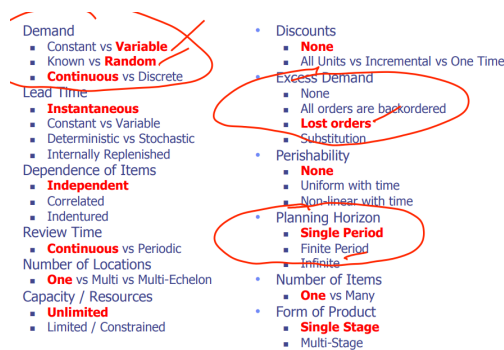 Demand
Constant vs Variable
Known vs Random
Continuous vs Discrete
Lead Time
Instantaneous
Constant vs Variable
Deterministic vs Stochastic
Internally Replenished
Dependence of Items
Independent
Correlated
Indentured
Review Time
Continuous vs Periodic
Number of Locations
One vs Multi vs Multi-Echelon
Capacity / Resources
Unlimited
Limited / Constrained
Discounts
None
All Units vs Incremental vs One Time
Excess Demand
None
All orders are backordered
Lost orders
Substitution
Perishability
None
Uniform with time
Non-linear with time
Planning Horizon
Single Period
Finite Period
Infinite
Number of Items
One vs Many
Form of Product
Single Stage
Multi-Stage